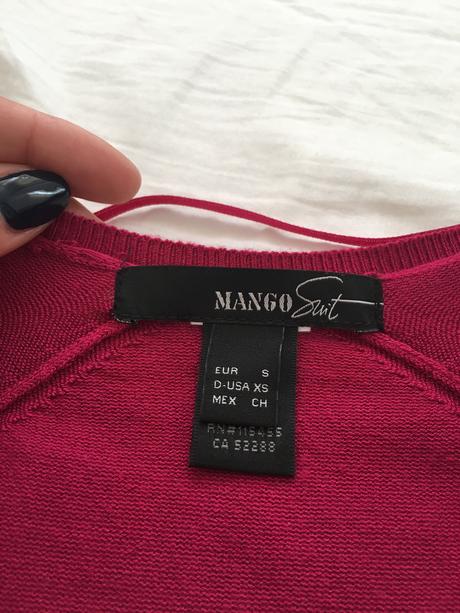 MANGO Suit
EUR S
D-USA XS
MEX CH
RN#115455
CA 52288